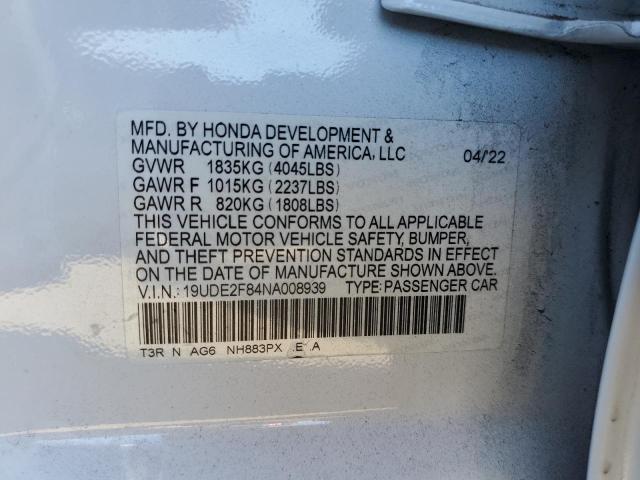 MFD. BY HONDA DEVELOPMENT &
MANUFACTURING OF AMERICA, LLC 04/'22
GVWR 1835KG (4045LBS)
GAWR F 1015KG (2237LBS)
GAWR R 820KG (1808LBS)
THIS VEHICLE CONFORMS TO ALL APPLICABLE
FEDERAL MOTOR VEHICLE SAFETY, BUMPER,
AND THEFT PREVENTION STANDARDS IN EFFECT
ON THE DATE OF MANUFACTURE SHOWN ABOVE.
V.I.N.: 19UDE2F84NA008939 TYPE: PASSENGER CAR
T3R N AG6 NH883PX .E .A